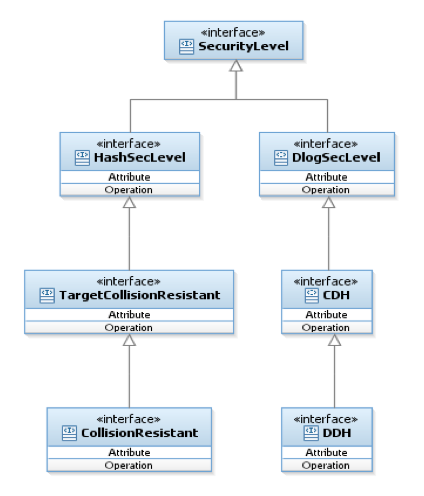 «interface»
SecurityLevel
«interface»
HashSecLevel
Attribute
Operation
«interface»
DlogSecLevel
Attribute
Operation
«interface»
TargetCollisionResistant
Attribute
Operation
«interface»
CDH
Attribute
Operation
«interface»
CollisionResistant
Attribute
Operation
«interface»
DDH
Attribute
Operation